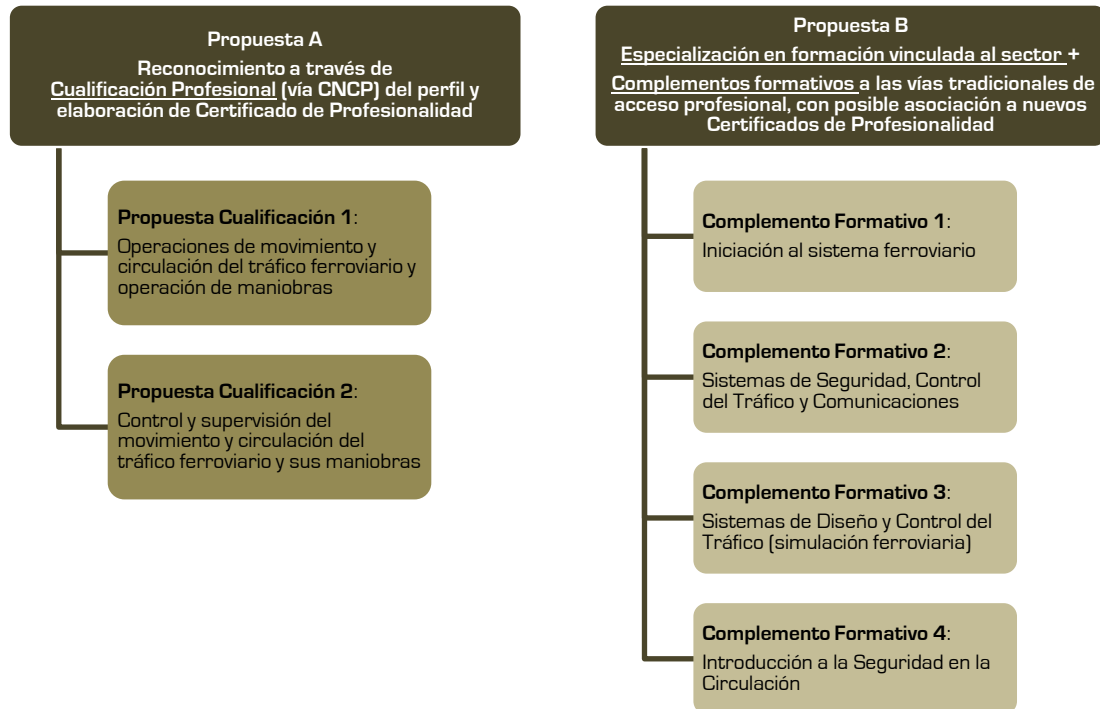 Propuesta A
Reconocimiento a través de
Cualificación Profesional (vía CNCP) del perfil y
elaboración de Certificado de Profesionalidad
Propuesta Cualificación 1:
Operaciones de movimiento y
circulación del tráfico ferroviario y
operación de maniobras
Propuesta Cualificación 2:
Control y supervisión del
movimiento y circulación del
tráfico ferroviario y sus maniobras
Propuesta B
Especialización en formación vinculada al sector +
Complementos formativos a las vías tradicionales de
acceso profesional, con posible asociación a nuevos
Certificados de Profesionalidad
Complemento Formativo 1:
Iniciación al sistema ferroviario
Complemento Formativo 2:
Sistemas de Seguridad, Control
del Tráfico y Comunicaciones
Complemento Formativo 3:
Sistemas de Diseño y Control del
Tráfico (simulación ferroviaria)
Complemento Formativo 4:
Introducción a la Seguridad en la
Circulación